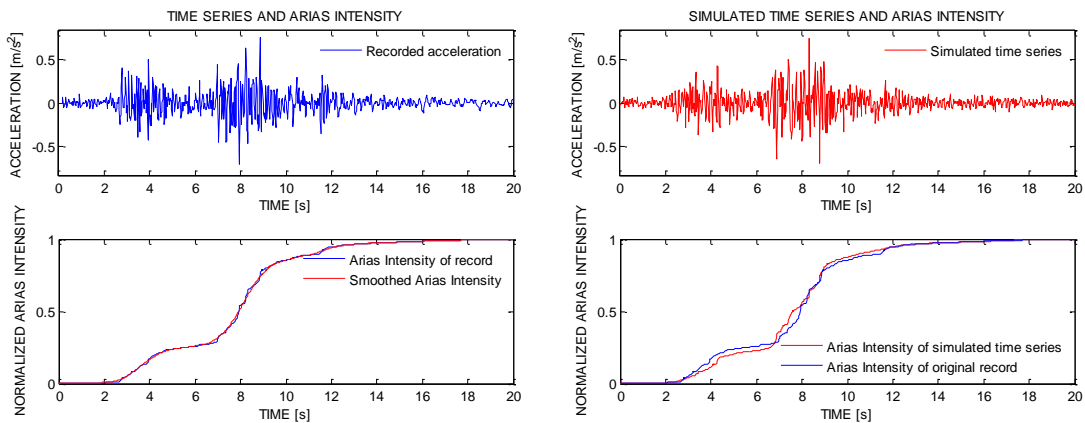 TIME SERIES AND ARIAS INTENSITY
ACCELERATION [m/s²]
0.5
0
-0.5
Recorded acceleration
0 2 4 6 8 10 12 14 16 18 20
TIME [s]
SIMULATED TIME SERIES AND ARIAS INTENSITY
ACCELERATION [m/s²]
0.5
0
-0.5
Simulated time series
0 2 4 6 8 10 12 14 16 18 20
TIME [s]
NORMALIZED ARIAS INTENSITY
1
0.5
0
Arias Intensity of record
Smoothed Arias Intensity
0 2 4 6 8 10 12 14 16 18 20
TIME [s]
NORMALIZED ARIAS INTENSITY
1
0.5
0
Arias Intensity of simulated time series
Arias Intensity of original record
0 2 4 6 8 10 12 14 16 18 20
TIME [s]